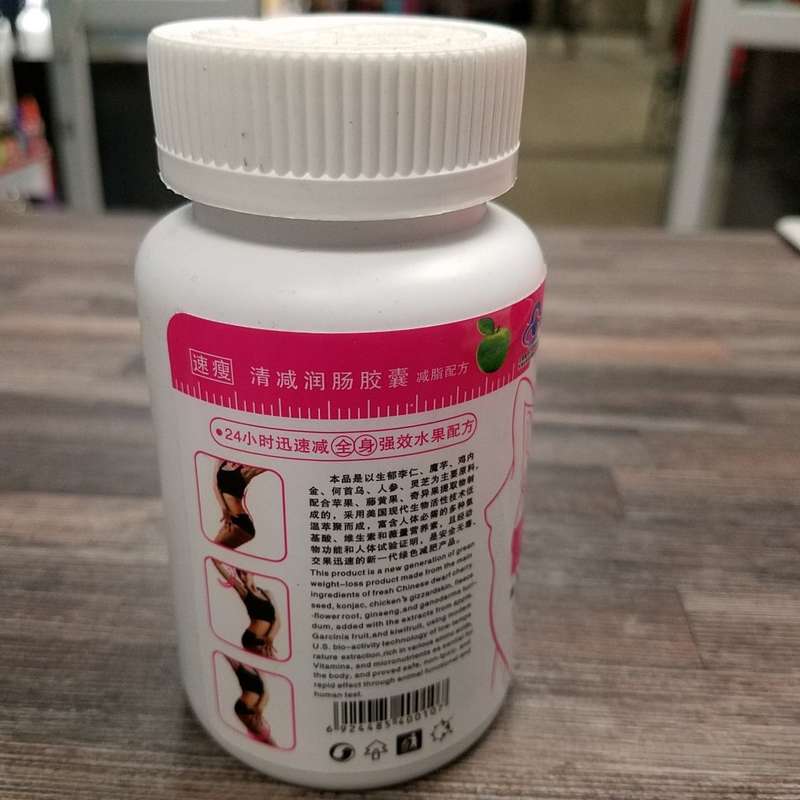 速瘦 清减润肠胶囊 减脂配方
●24小时迅速减全身强效水果配方
本品是以生郁李仁、魔芋、鸡内
金、何首乌、人参、灵芝为主要原料,
配合苹果、藤黄果、奇异果提取物制
成的,采用美国现代生物活性技术低
温萃聚而成,富含人体必需的多种氨
基酸、维生素和微量营养素,且经动
物功能和人体试验证明,是安全无毒、
交果迅速的新一代绿色减肥产品。
This product is a new generation of green
weight-loss product made from the main
ingredients of fresh Chinese dwarf cherry
seed, konjac, chicken's gizzardskin, fleece
-flower root, ginseng,and ganoderma luci-
dum, added with the extracts from apple,
Garcinia fruit,and kiwifruit, using modern
U.S. bio-activity technology of low-tempe
rature extraction,rich in various amino acids,
Vitamins, and micronutrients as essential for
the body, and proved safe, non-toxic, and
rapid effect through animal functional and
human test.
6 924485 400107